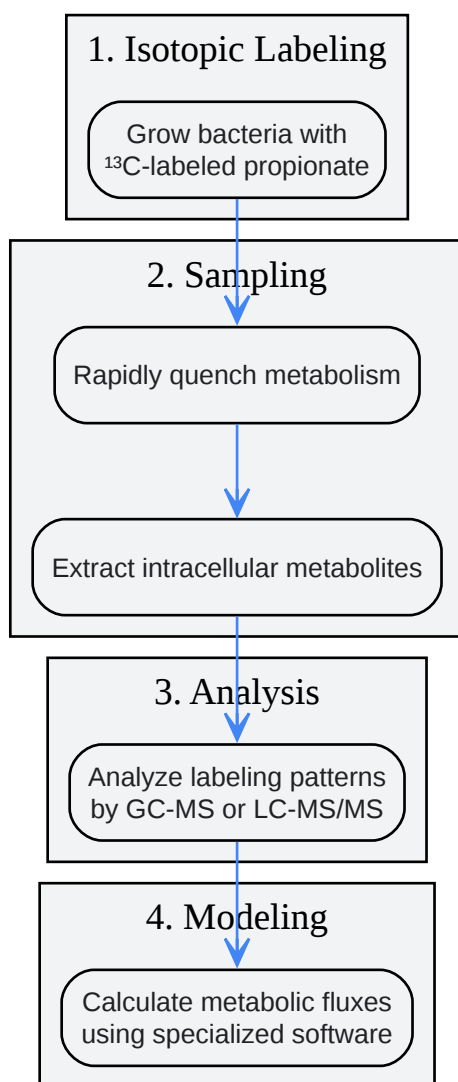 1. Isotopic Labeling
Grow bacteria with
¹³C-labeled propionate
2. Sampling
Rapidly quench metabolism
Extract intracellular metabolites
3. Analysis
Analyze labeling patterns
by GC-MS or LC-MS/MS
4. Modeling
Calculate metabolic fluxes
using specialized software